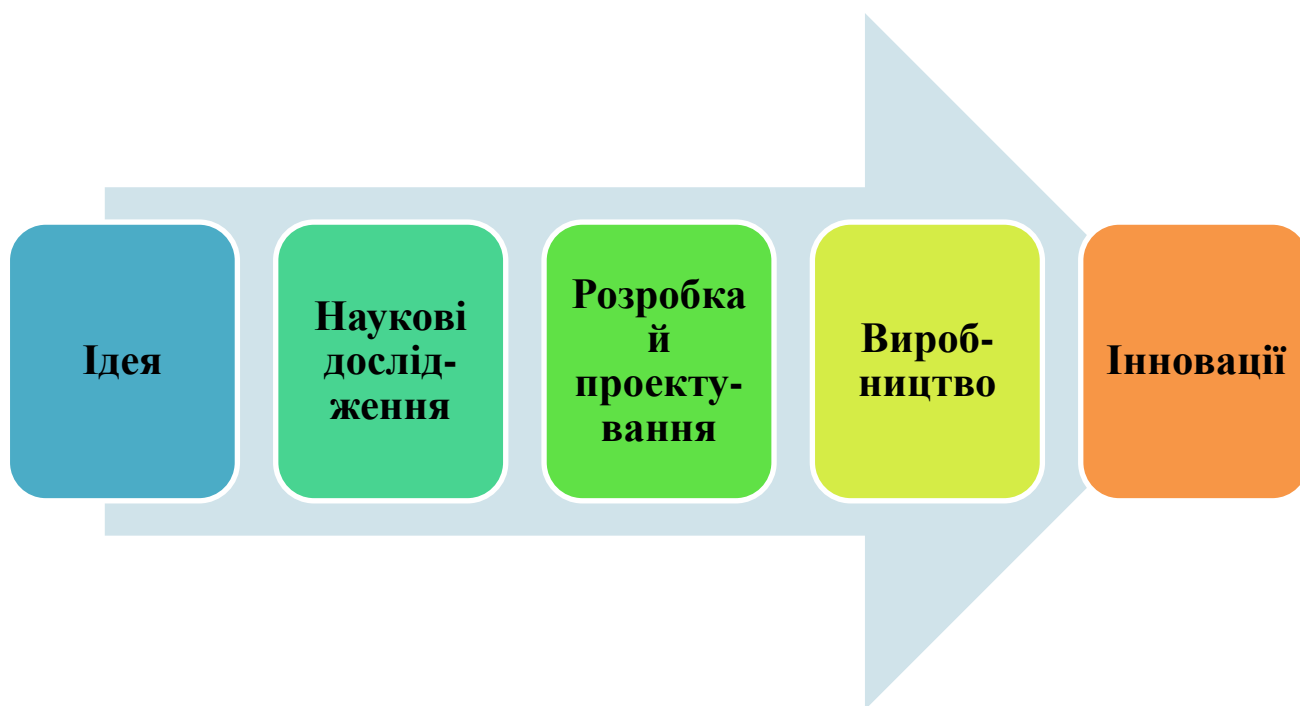 Ідея
Наукові
дослід-
ження
Розробка
й
проекту-
вання
Вироб-
ництво
Інновації